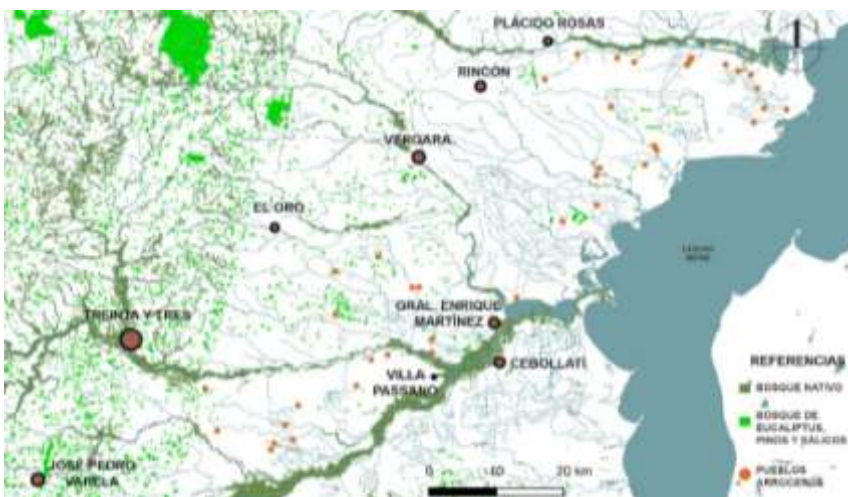 PLÁCIDO ROSAS
RINCÓN
VERGARA
EL ORO
TREINTA Y TRES
GRAL. ENRIQUE
MARTÍNEZ
CEBOLLATÍ
VILLA
PASSANO
JOSÉ PEDRO
VARELA
0 10 20 km
REFERENCIAS
BOSQUE NATIVO
BOSQUE DE
EUCALIPTUS,
PINOS Y SÁLICOS
PUEBLOS
ARROCEROS